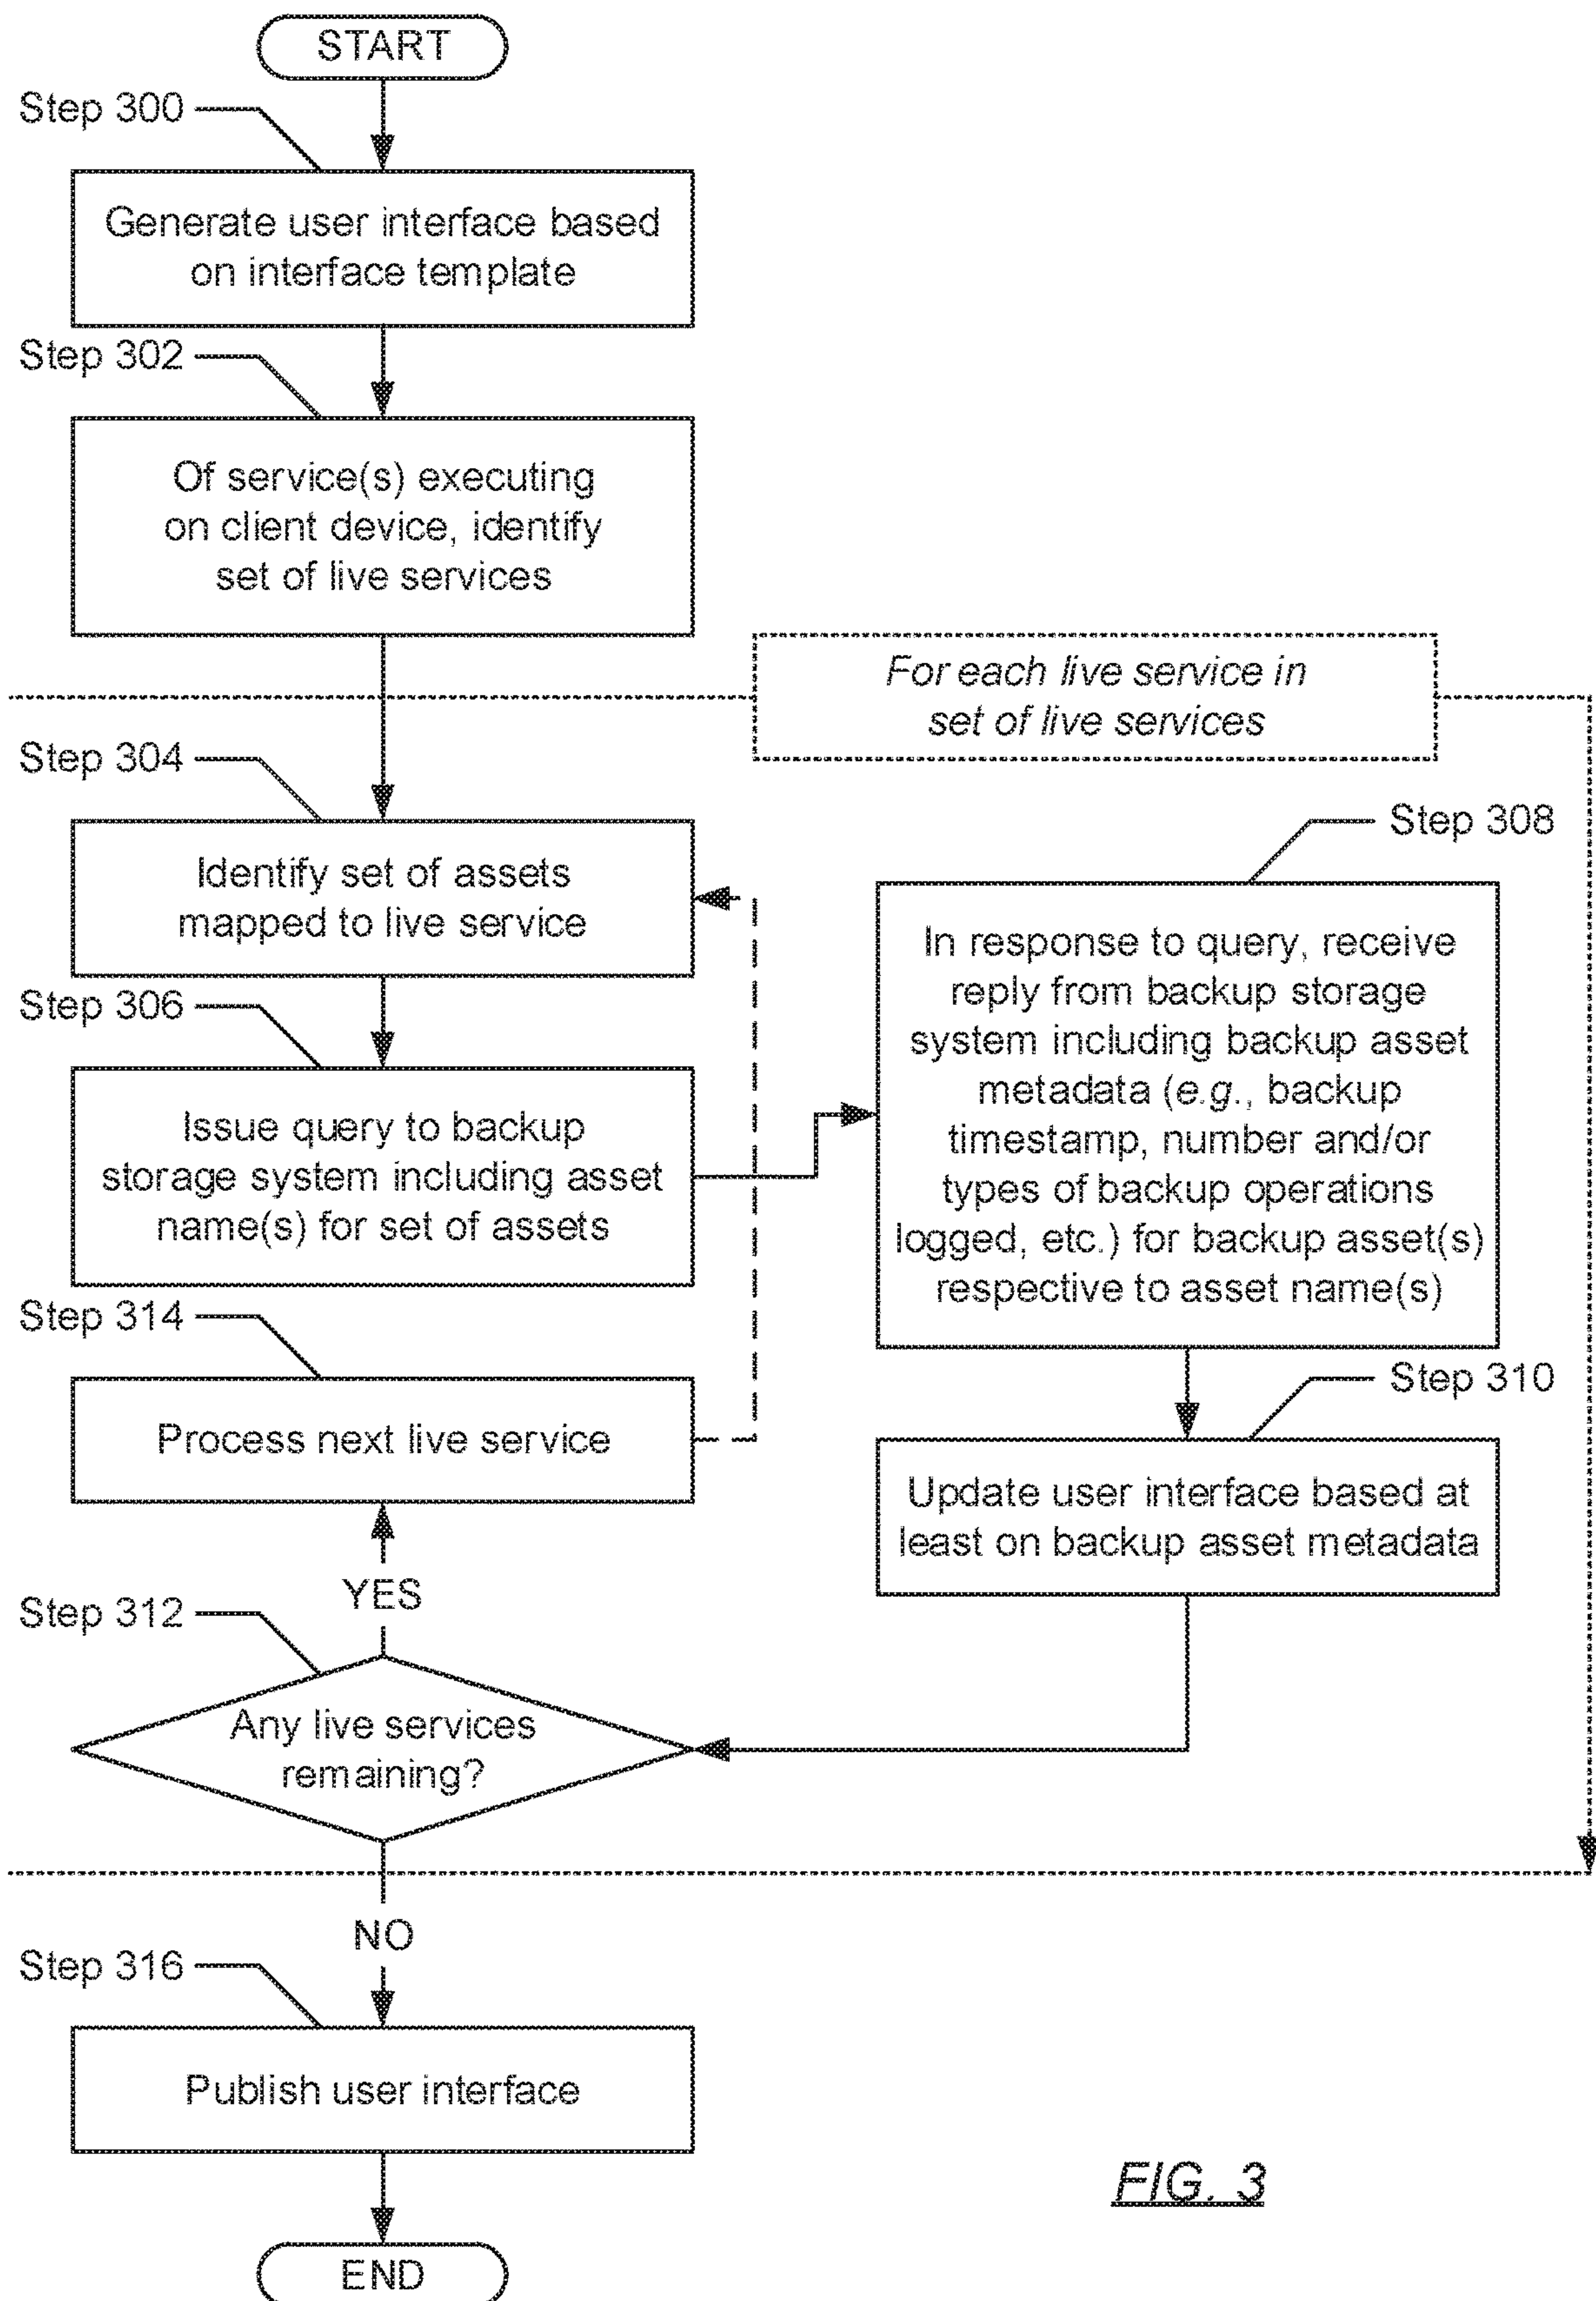 START
Step 300
Generate user interface based
on interface template
Step 302
Of service(s) executing
on client device, identify
set of live services
For each live service in
set of live services
Step 304
Identify set of assets
mapped to live service
Step 306
Issue query to backup
storage system including asset
name(s) for set of assets
Step 308
In response to query, receive
reply from backup storage
system including backup asset
metadata (e.g., backup
timestamp, number and/or
types of backup operations
logged, etc.) for backup asset(s)
respective to asset name(s)
Step 310
Update user interface based at
least on backup asset metadata
Step 314
Process next live service
YES
Step 312
Any live services
remaining?
NO
Step 316
Publish user interface
END
FIG. 3